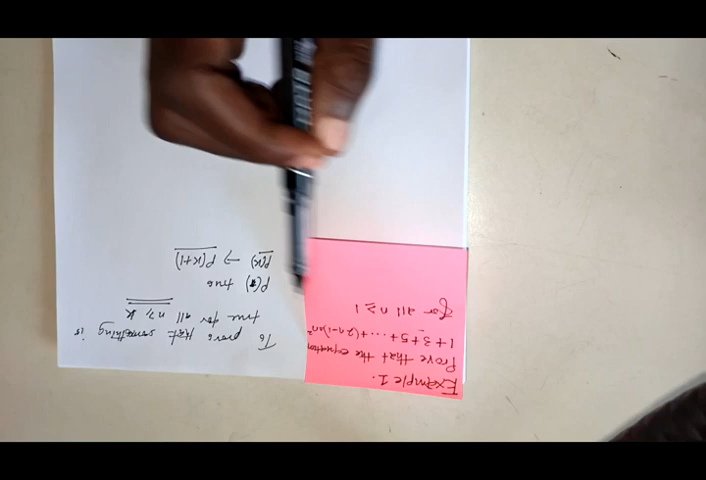 Example 1.
Prove that the equation
1 + 3 + 5 + ... + (2n-1) = n²
for all n ≥ 1
To prove that something is
true for all n ≥ k
true
P(k) → P(k+1)